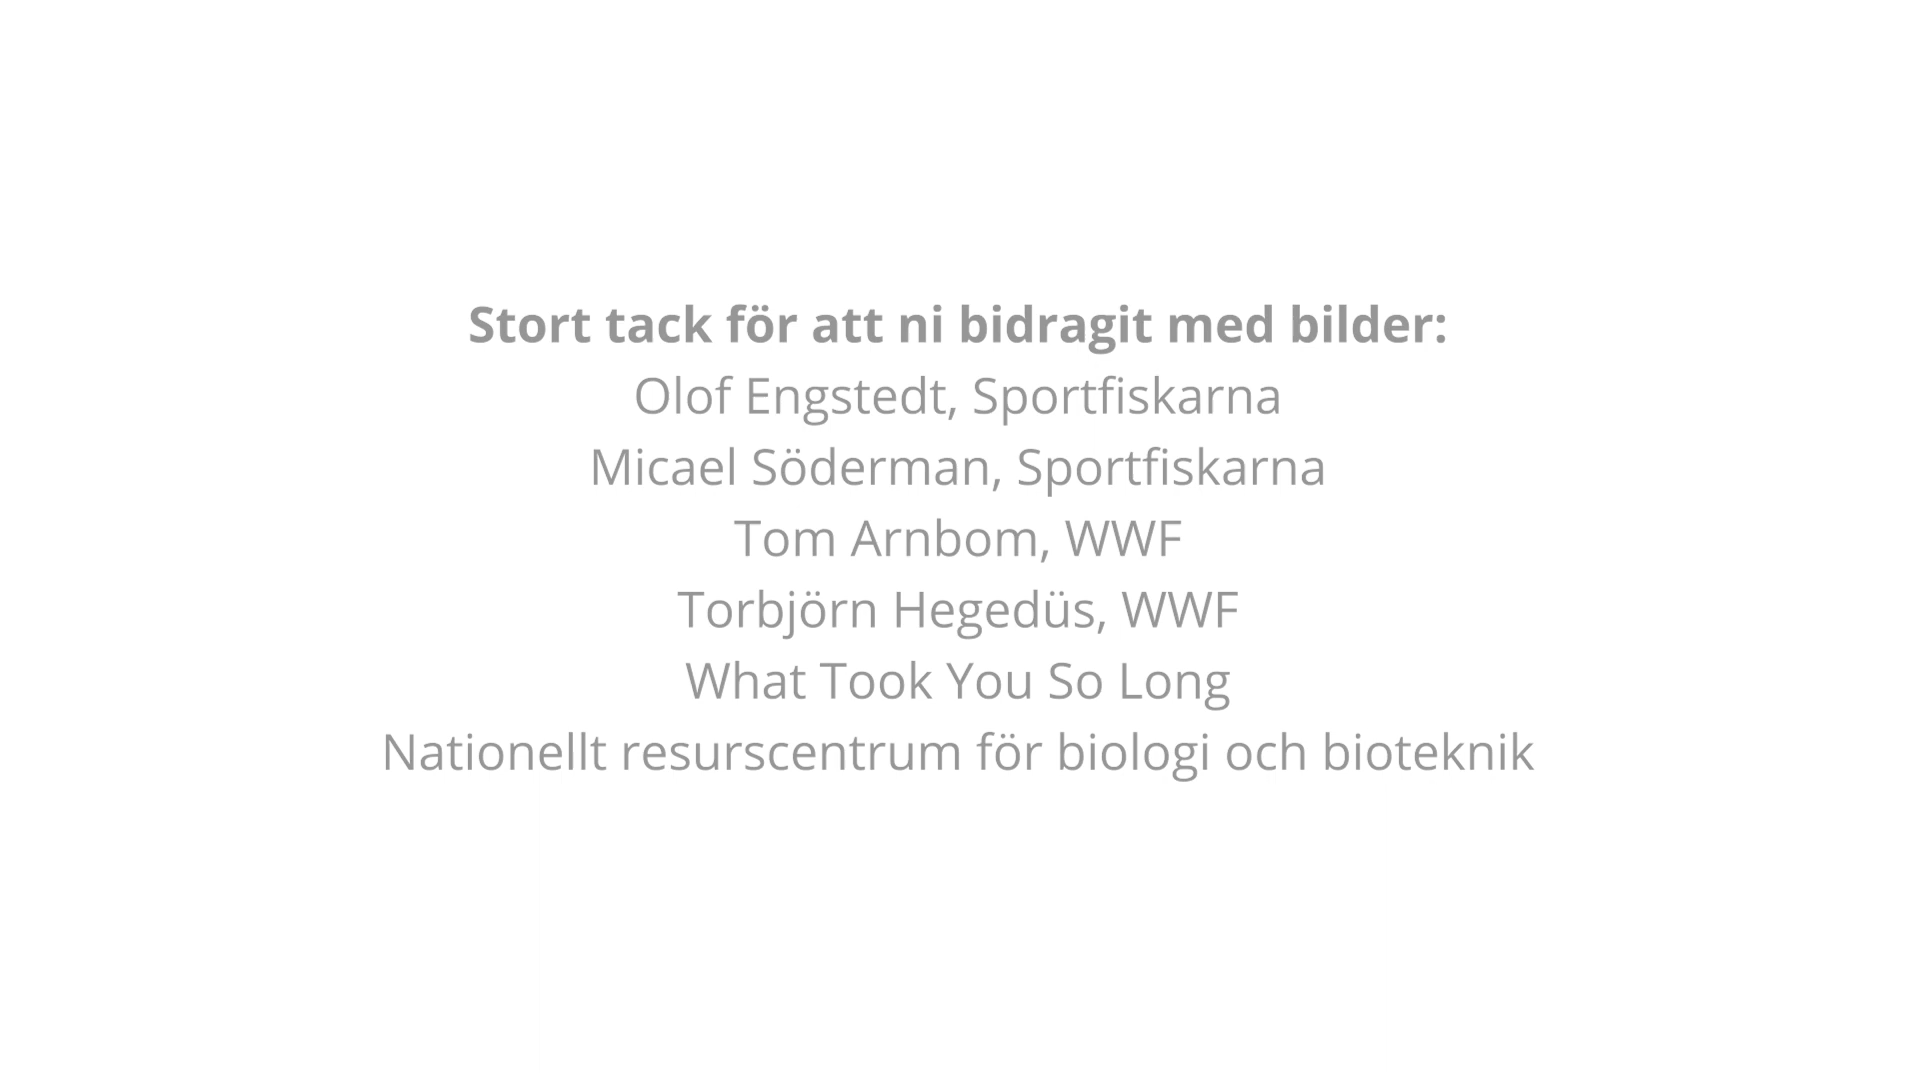 Stort tack för att ni bidragit med bilder:
Olof Engstedt, Sportfiskarna
Micael Söderman, Sportfiskarna
Tom Arnbom, WWF
Torbjörn Hegedüs, WWF
What Took You So Long
Nationellt resurscentrum för biologi och bioteknik